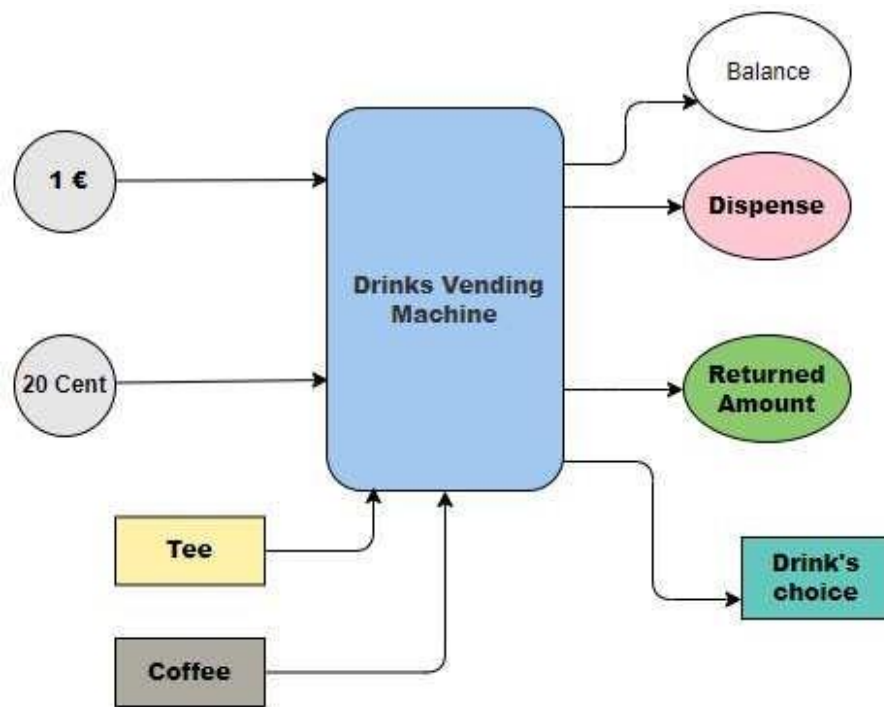 Balance
1 €
Dispense
Drinks Vending
Machine
20 Cent
Returned
Amount
Tee
Drink's
choice
Coffee